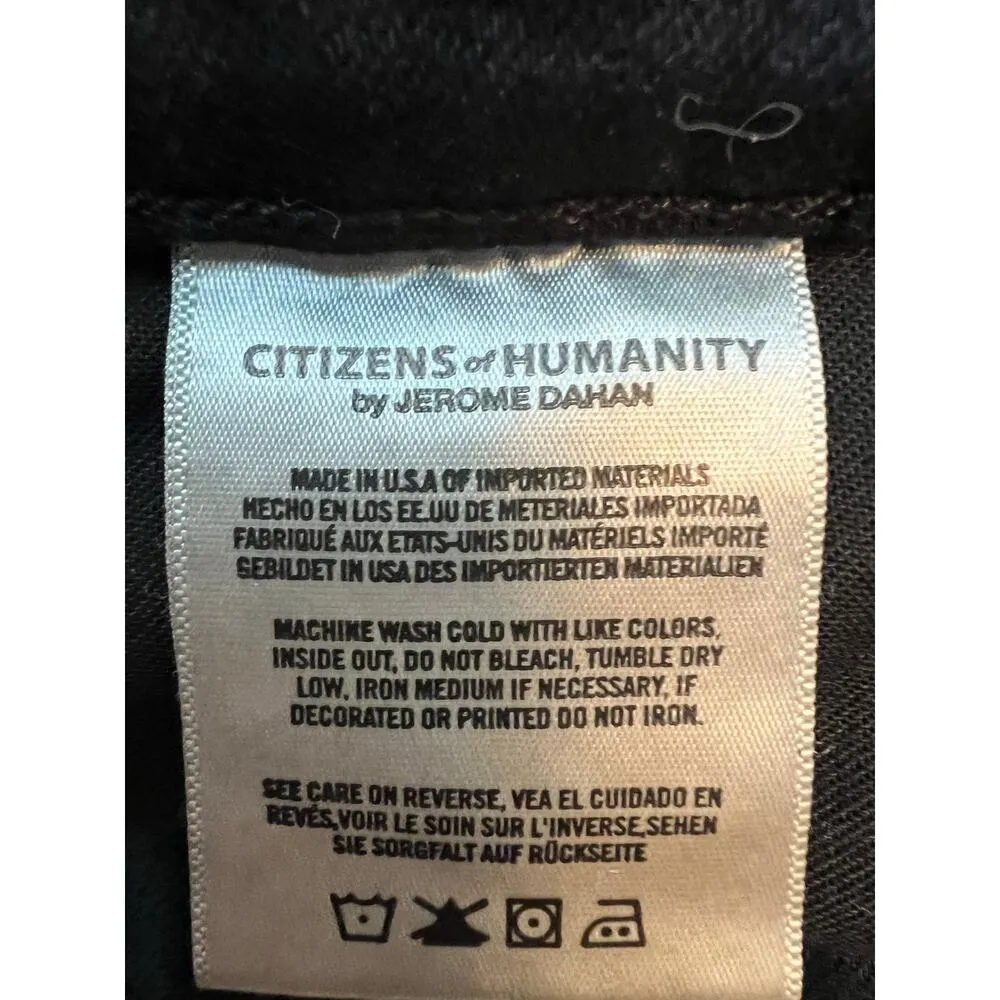 CITIZENS of HUMANITY
by JEROME DAHAN
MADE IN U.S.A OF IMPORTED MATERIALS
HECHO EN LOS EE.UU DE METERIALES IMPORTADA
FABRIQUÉ AUX ETATS-UNIS DU MATÉRIELS IMPORTÉ
GEBILDET IN USA DES IMPORTIERTEN MATERIALIEN
MACHINE WASH COLD WITH LIKE COLORS,
INSIDE OUT, DO NOT BLEACH, TUMBLE DRY
LOW, IRON MEDIUM IF NECESSARY, IF
DECORATED OR PRINTED DO NOT IRON.
SEE CARE ON REVERSE, VEA EL CUIDADO EN
REVÉS,VOIR LE SOIN SUR L'INVERSE,SEHEN
SIE SORGFALT AUF RÜCKSEITE